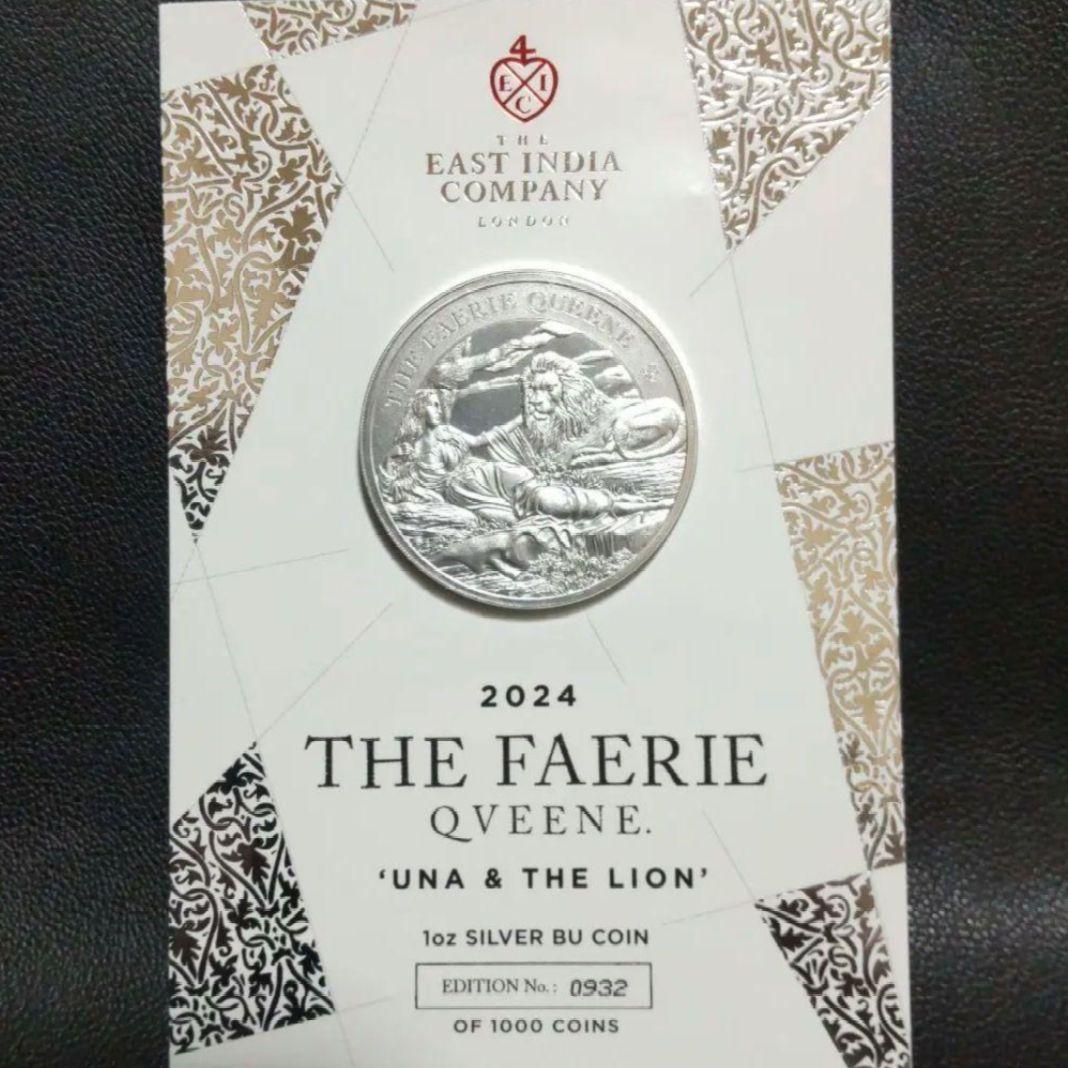 4
E I
C
THE
EAST INDIA
COMPANY
LONDON
THE FAERIE QUEENE
2024
THE FAERIE
QVEENE.
‘UNA & THE LION’
1oz SILVER BU COIN
EDITION No.: 0932
OF 1000 COINS